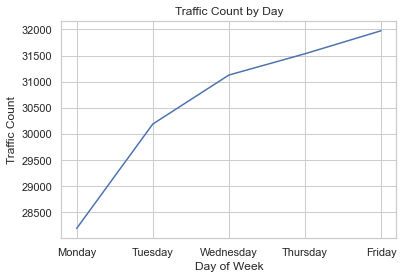 Traffic Count by Day
Traffic Count
32000
31500
31000
30500
30000
29500
29000
28500
Monday Tuesday Wednesday Thursday Friday
Day of Week